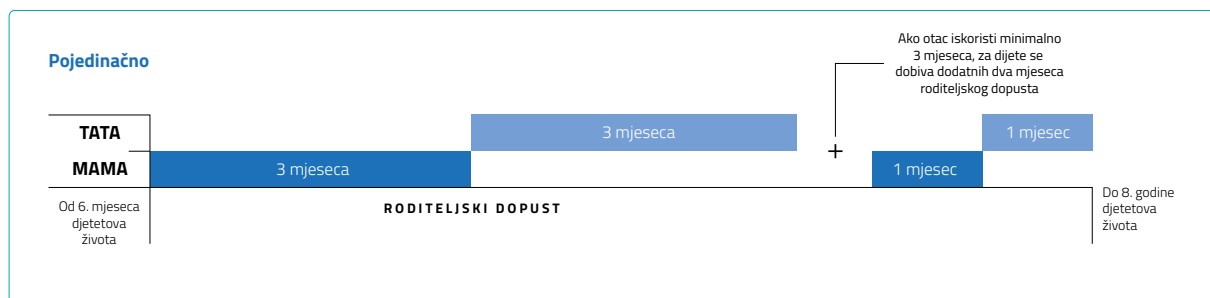 Ako otac iskoristi minimalno
3 mjeseca, za dijete se
dobiva dodatnih dva mjeseca
roditeljskog dopusta
Pojedinačno
TATA
3 mjeseca
1 mjesec
+
MAMA
3 mjeseca
1 mjesec
Od 6. mjeseca
djetetova
života
RODITELJSKI DOPUST
Do 8. godine
djetetova
života